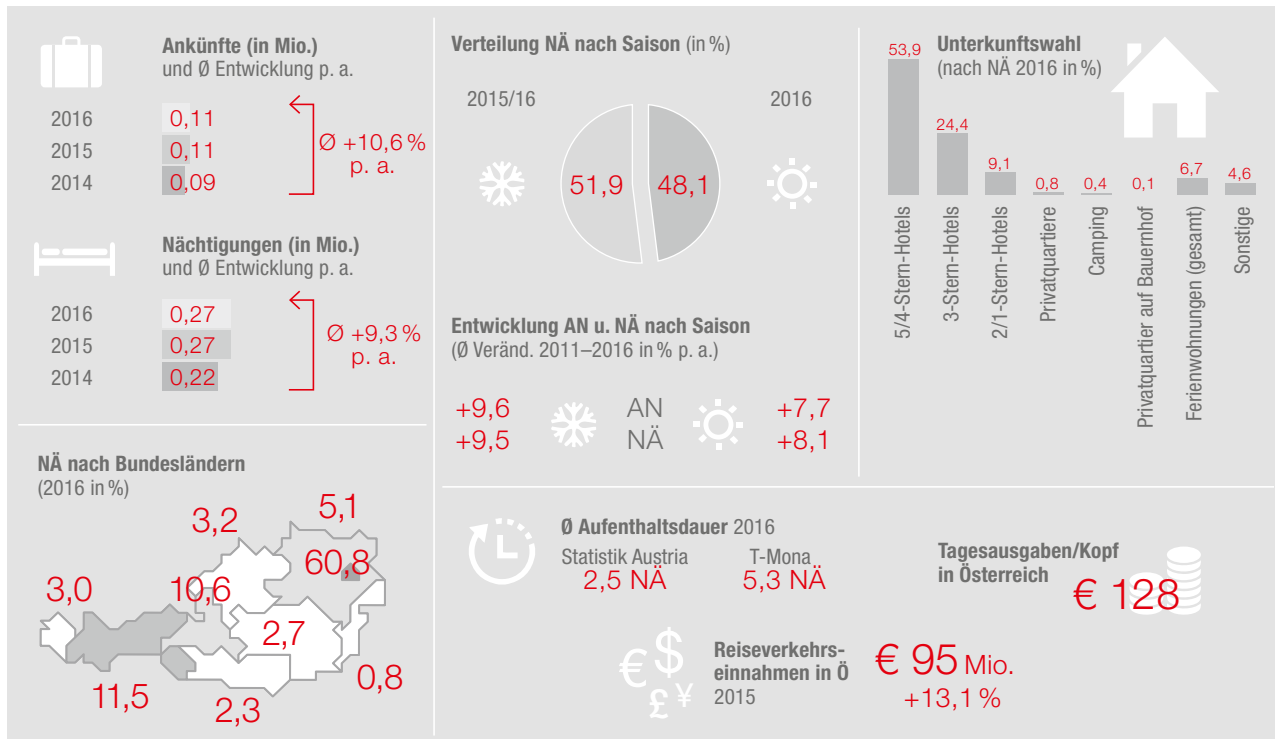 Ankünfte (in Mio.)
und Ø Entwicklung p. a.
2016 0,11
2015 0,11
2014 0,09
Ø +10,6 %
p. a.
Nächtigungen (in Mio.)
und Ø Entwicklung p. a.
2016 0,27
2015 0,27
2014 0,22
Ø +9,3 %
p. a.
NÄ nach Bundesländern
(2016 in %)
5,1
3,2
60,8
3,0
10,6
2,7
0,8
11,5
2,3
Verteilung NÄ nach Saison (in %)
2015/16
2016
51,9
48,1
Entwicklung AN u. NÄ nach Saison
(Ø Veränd. 2011–2016 in % p. a.)
+9,6 AN +7,7
+9,5 NÄ +8,1
Unterkunftswahl
(nach NÄ 2016 in %)
53,9
24,4
9,1
0,8
0,4
0,1
6,7
4,6
5/4-Stern-Hotels
3-Stern-Hotels
2/1-Stern-Hotels
Privatquartiere
Camping
Privatquartier auf Bauernhof
Ferienwohnungen (gesamt)
Sonstige
Ø Aufenthaltsdauer 2016
Statistik Austria T-Mona
2,5 NÄ 5,3 NÄ
Tagesausgaben/Kopf
in Österreich
€ 128
€ $ £ ¥
Reiseverkehrs-
einnahmen in Ö
2015
€ 95 Mio.
+13,1 %